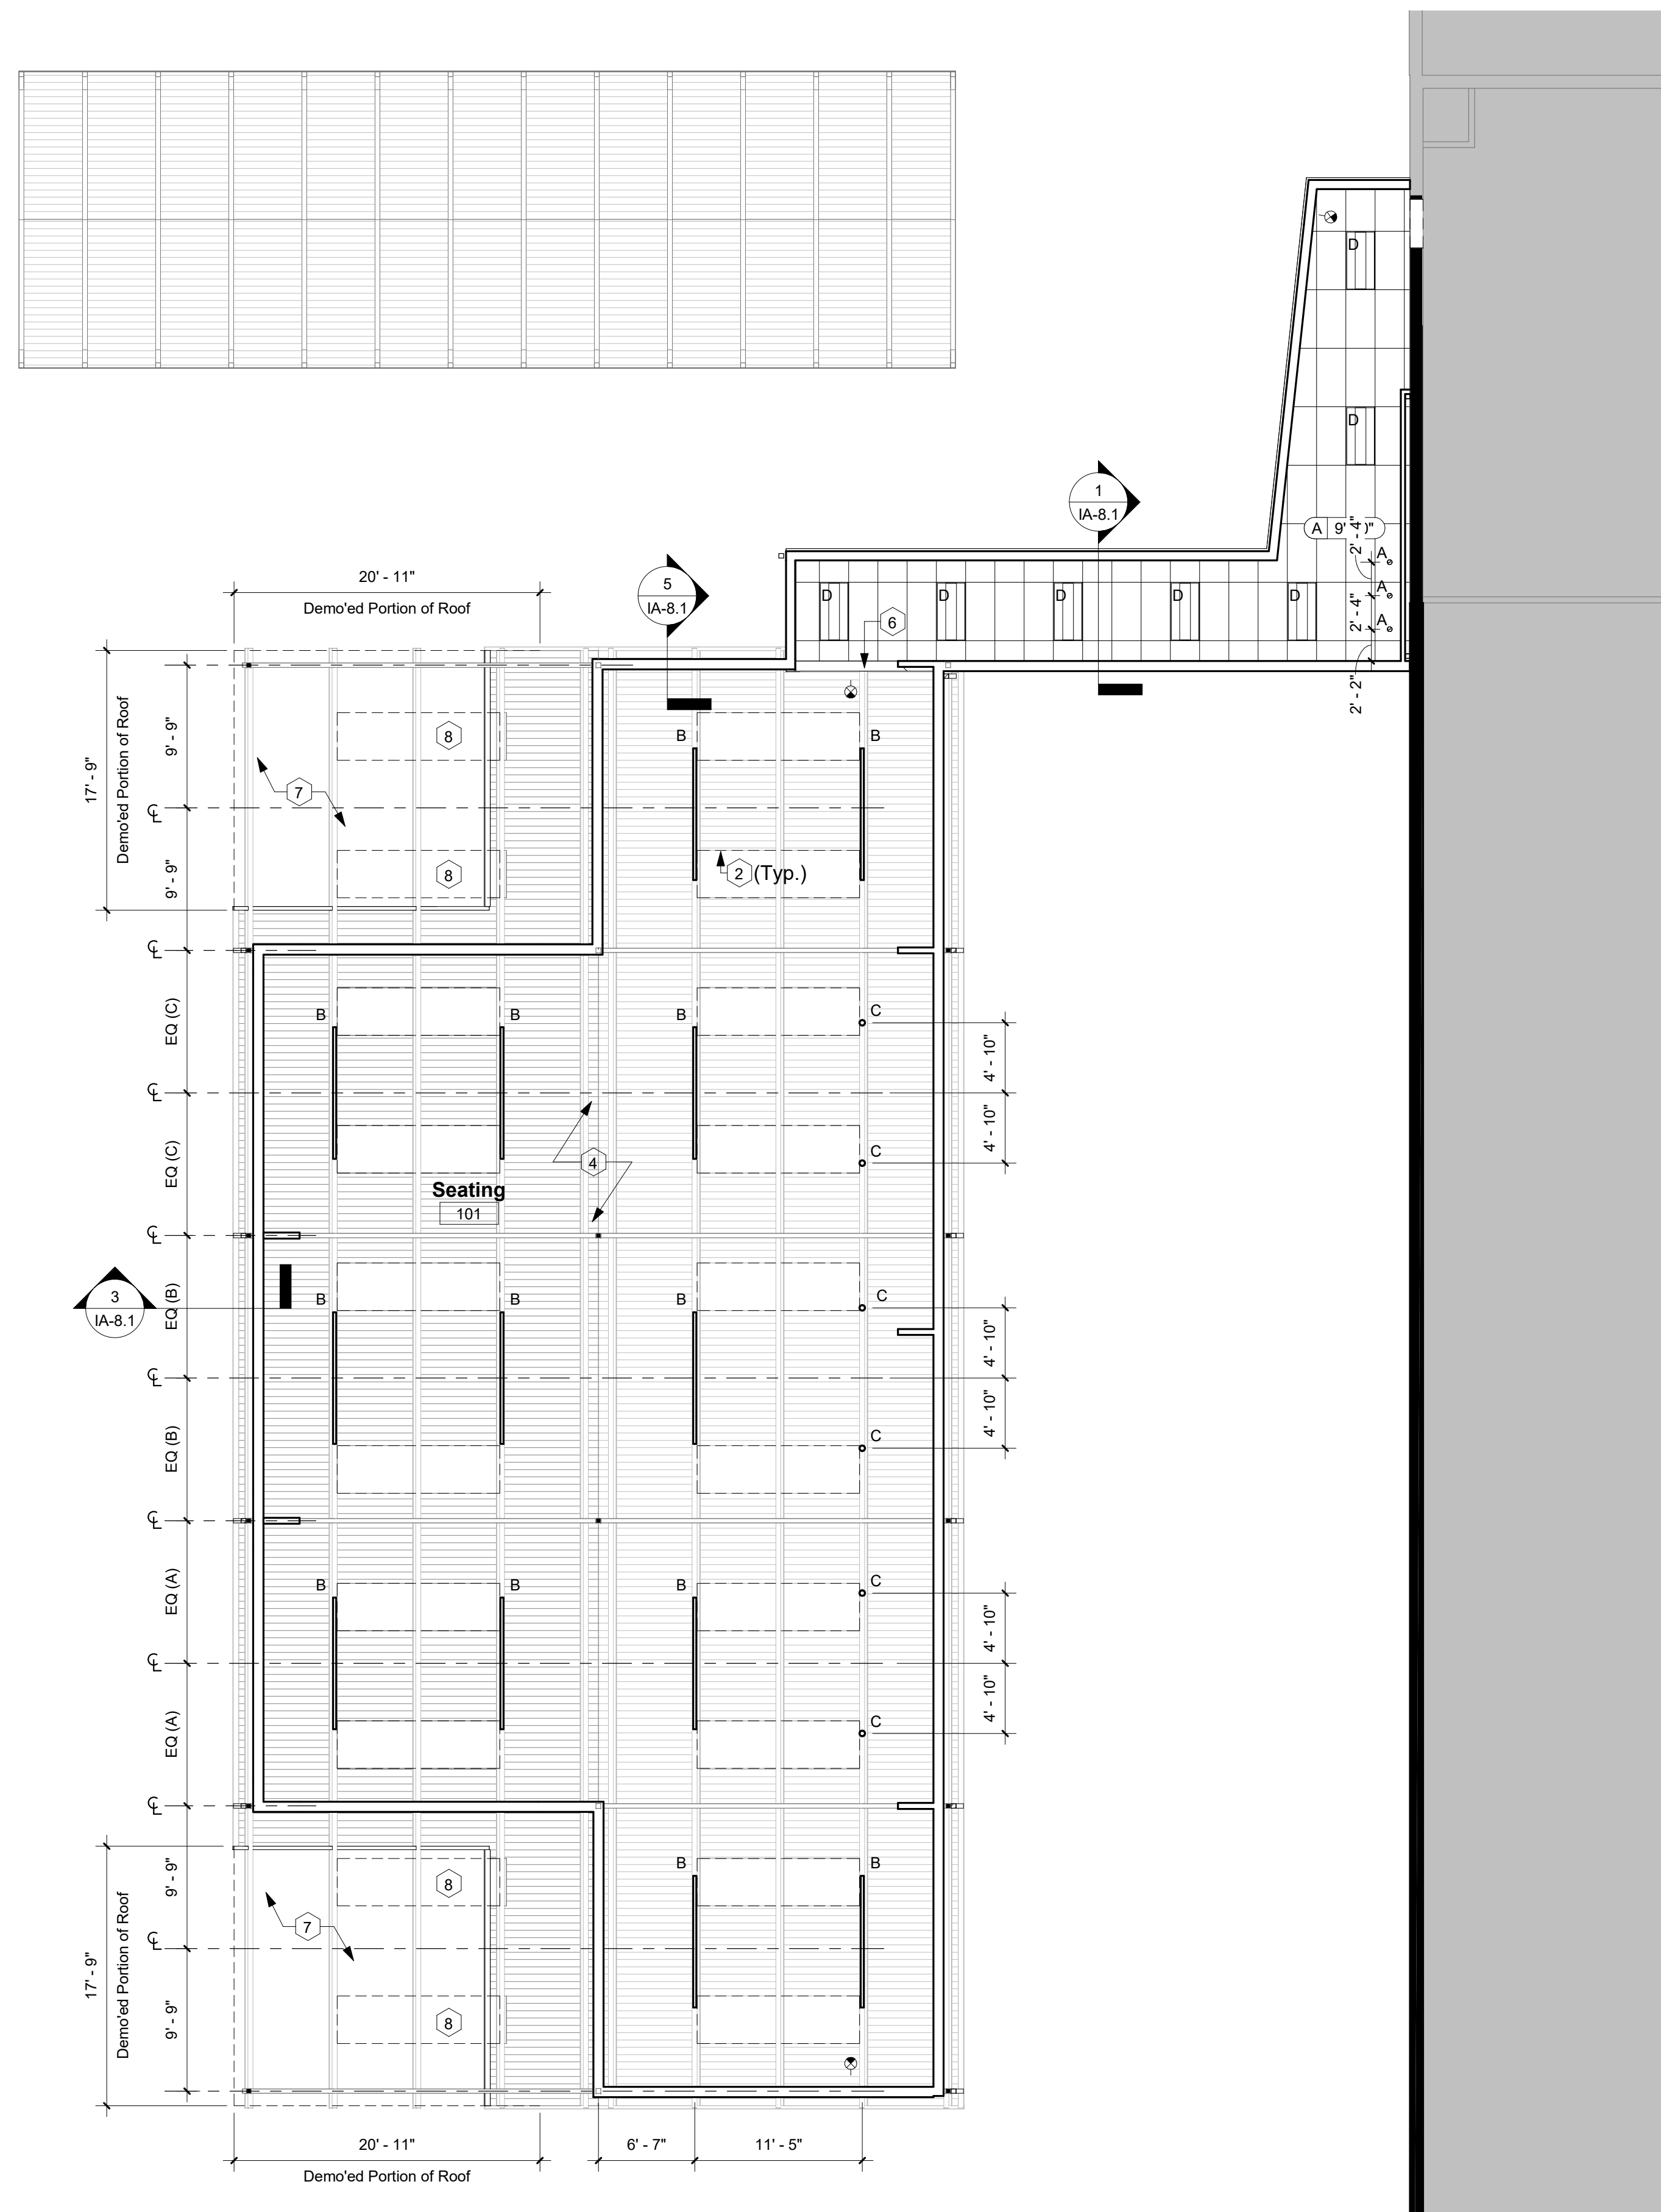 D
D
1
IA-8.1
A 9'
2' - 4"
A
20' - 11"
Demo'ed Portion of Roof
5
IA-8.1
D
D
D
D
D
A
2' - 4"
6
A
2' - 2"
17' - 9"
Demo'ed Portion of Roof
9' - 9"
8
B
B
7
℄
9' - 9"
8
2 (Typ.)
℄
EQ (C)
B
B
B
C
4' - 10"
℄
4' - 10"
EQ (C)
4
C
Seating
101
℄
3
IA-8.1
EQ (B)
B
B
B
C
4' - 10"
℄
4' - 10"
EQ (B)
C
℄
EQ (A)
B
B
B
C
4' - 10"
℄
4' - 10"
EQ (A)
C
℄
17' - 9"
Demo'ed Portion of Roof
9' - 9"
8
B
B
7
℄
9' - 9"
8
20' - 11"
Demo'ed Portion of Roof
6' - 7"
11' - 5"